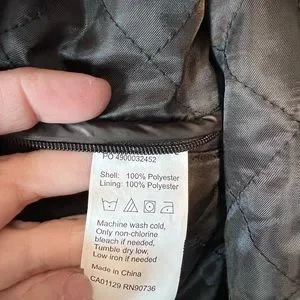 PO 4900032452
Shell: 100% Polyester
Lining: 100% Polyester
Machine wash cold,
Only non-chlorine
bleach if needed,
Tumble dry low,
Low iron if needed.
Made in China
CA01129 RN90736